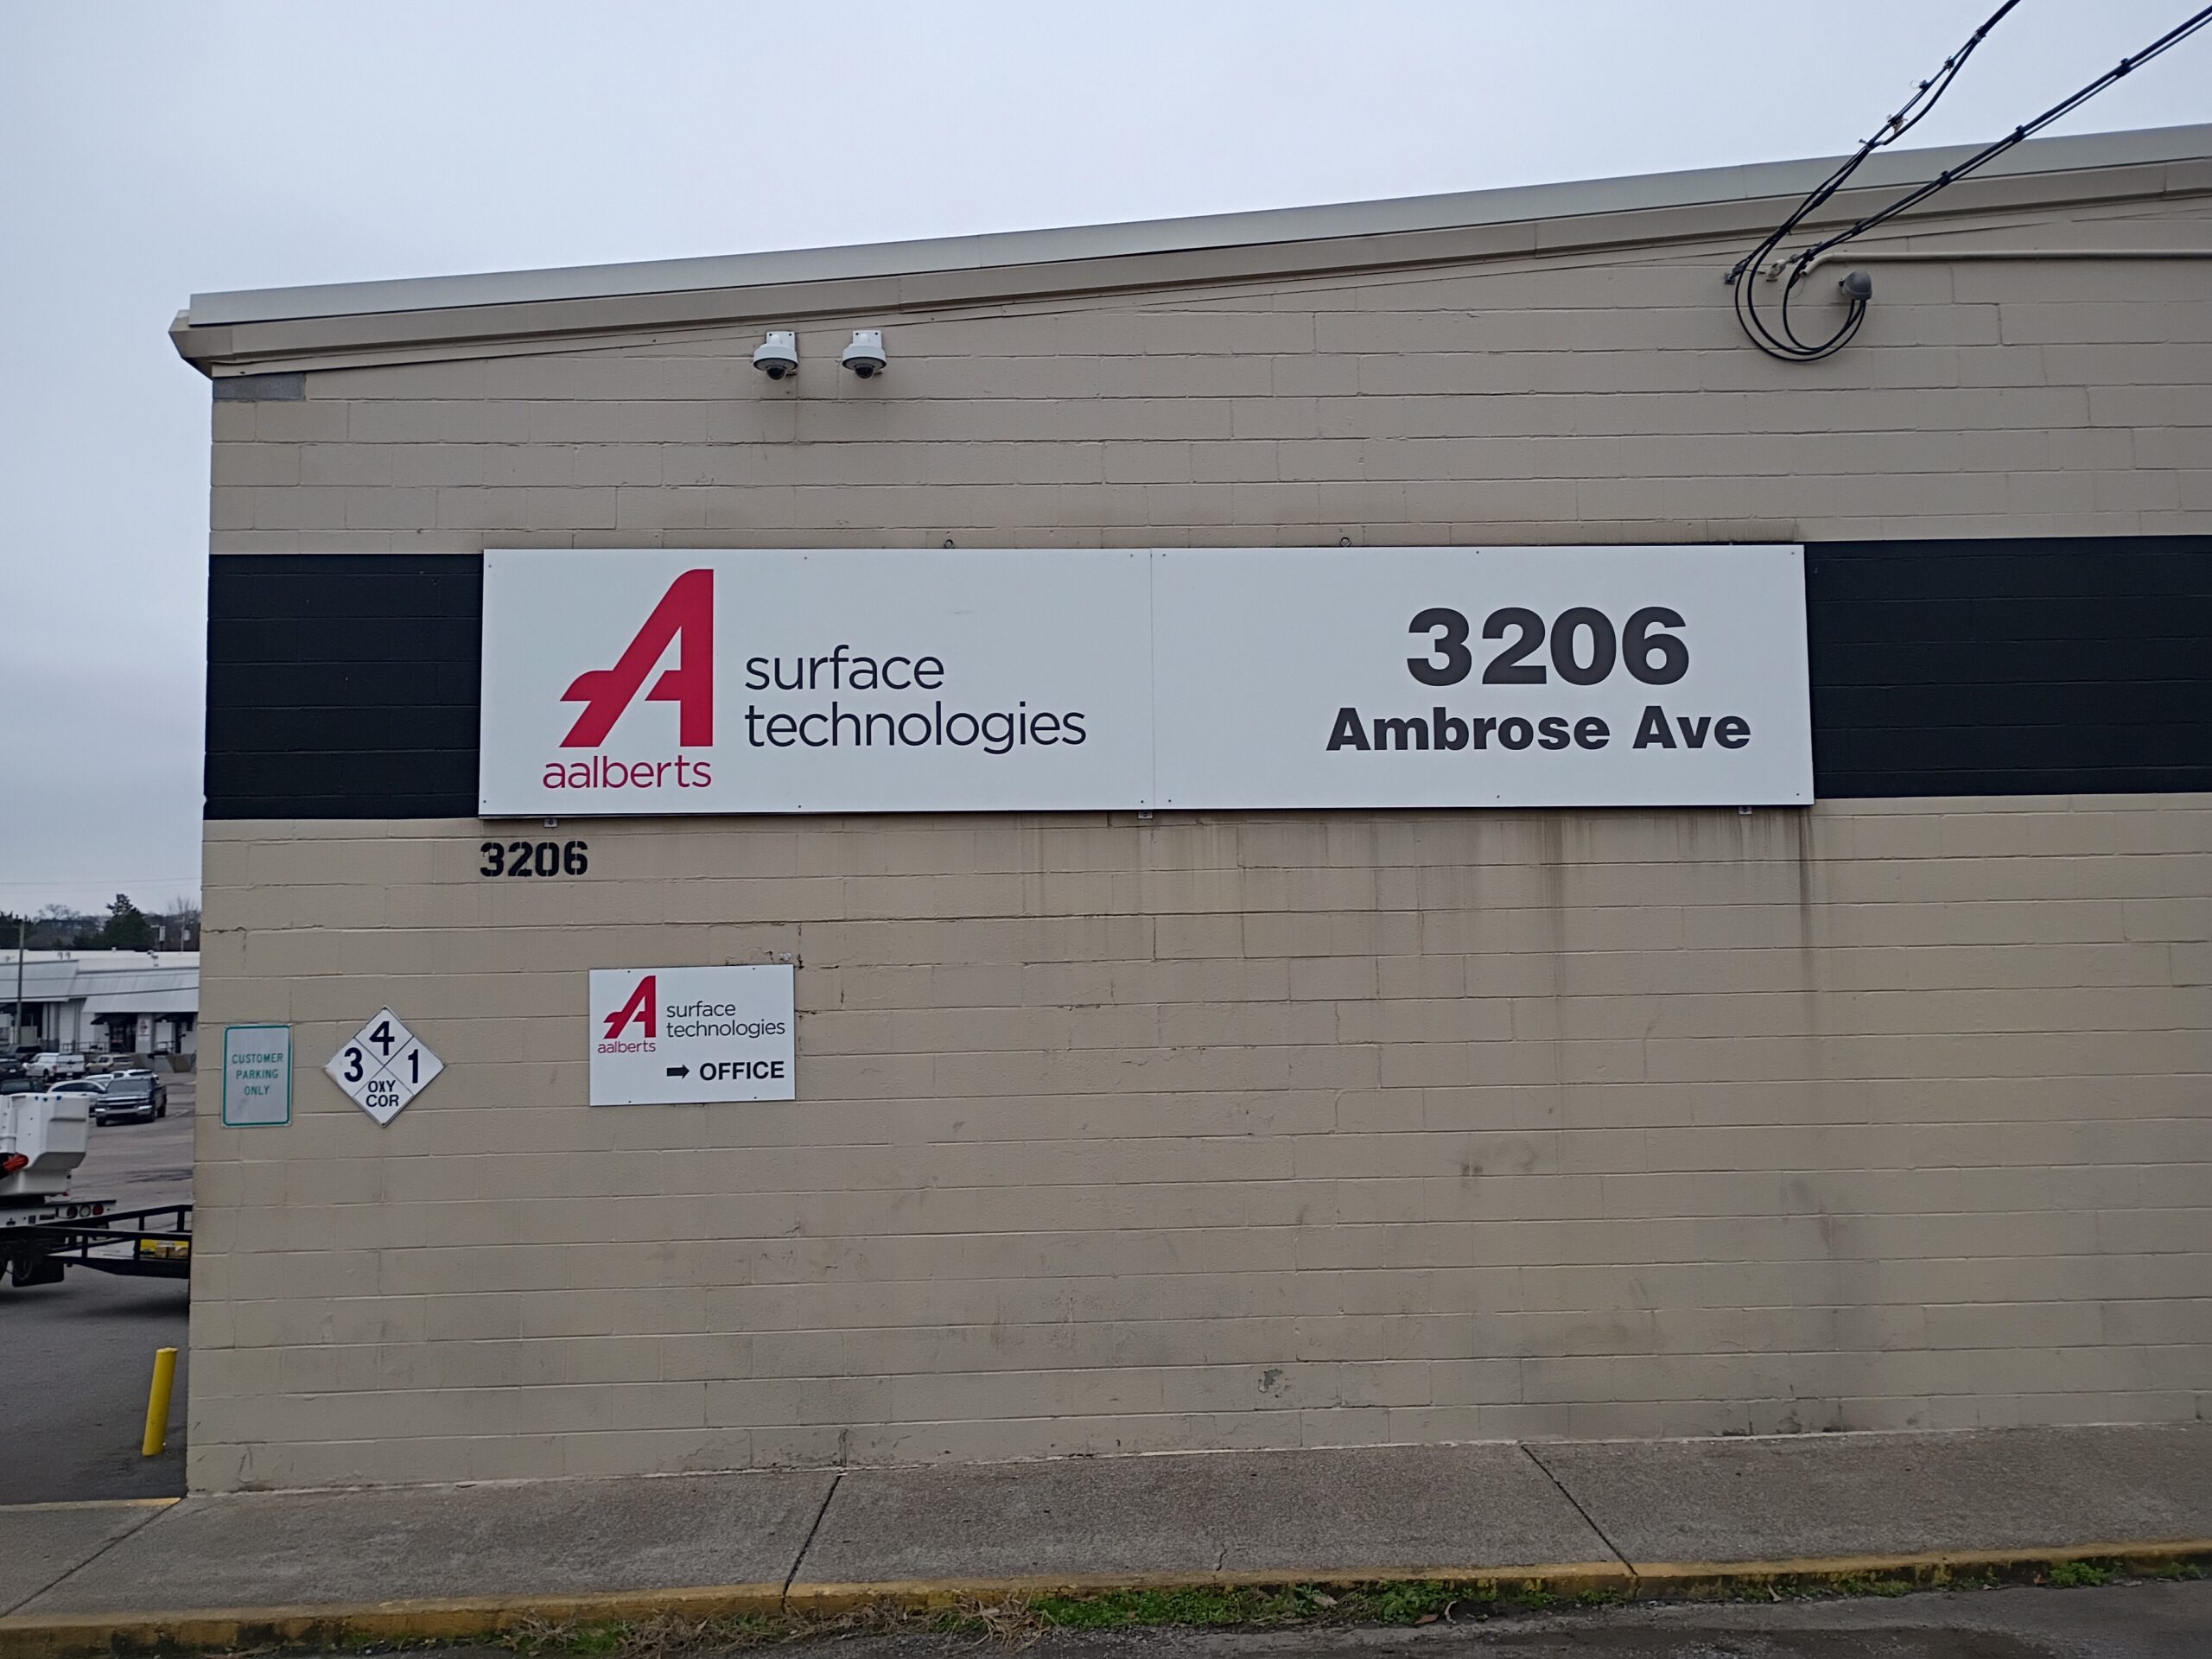 surface
technologies
aalberts
3206
Ambrose Ave
3206
CUSTOMER
PARKING
ONLY
4
3 1
OXY
COR
surface
technologies
aalberts
➡ OFFICE